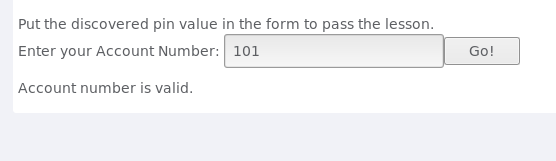 Put the discovered pin value in the form to pass the lesson.
Enter your Account Number: 101 Go!
Account number is valid.